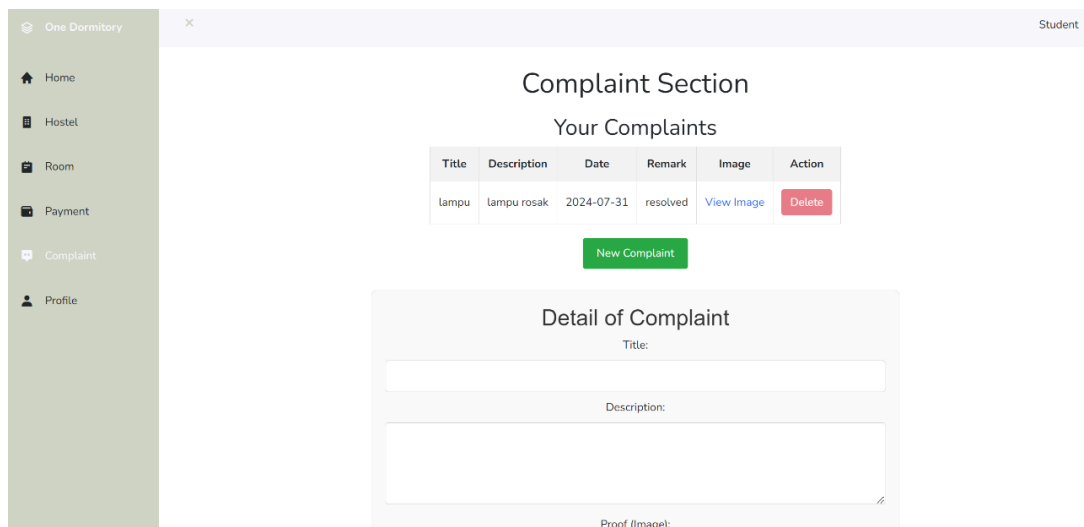 One Dormitory
Student
Home
Hostel
Room
Payment
Complaint
Profile
Complaint Section
Your Complaints
Title Description Date Remark Image Action
lampu lampu rosak 2024-07-31 resolved View Image Delete
New Complaint
Detail of Complaint
Title:
Description:
Proof (Image):